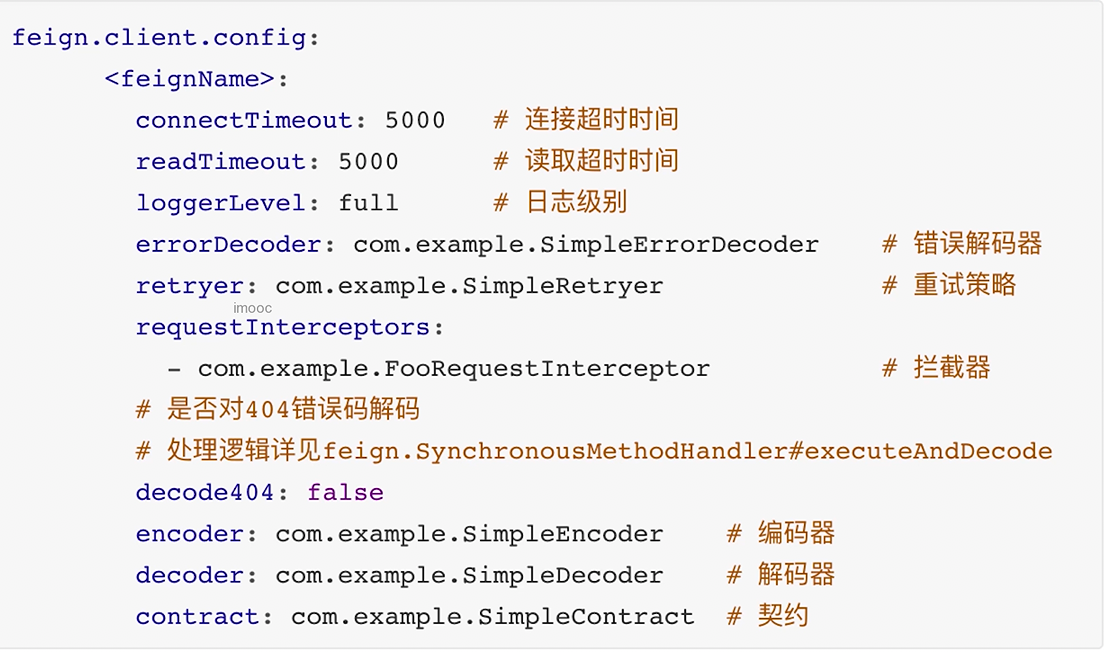 feign.client.config:
<feignName>:
connectTimeout: 5000 # 连接超时时间
readTimeout: 5000 # 读取超时时间
loggerLevel: full # 日志级别
errorDecoder: com.example.SimpleErrorDecoder # 错误解码器
retryer: com.example.SimpleRetryer # 重试策略
imooc
requestInterceptors:
- com.example.FooRequestInterceptor # 拦截器
# 是否对404错误码解码
# 处理逻辑详见feign.SynchronousMethodHandler#executeAndDecode
decode404: false
encoder: com.example.SimpleEncoder # 编码器
decoder: com.example.SimpleDecoder # 解码器
contract: com.example.SimpleContract # 契约